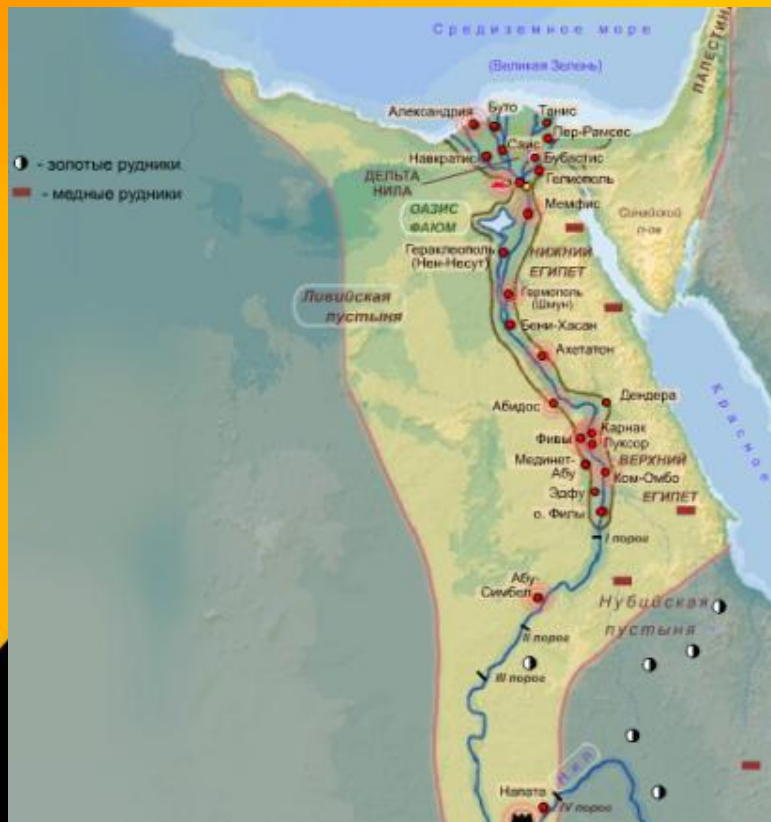 Средиземное море
(Великая Зелень)
ПАЛЕСТИНА
Александрия
Буто
Танис
Пер-Рамсес
Саис
Навкратис
Бубастис
- золотые рудники
ДЕЛЬТА
НИЛА
Гелиополь
- медные рудники
ОАЗИС
ФАЮМ
Мемфис
Синайский
п-ов
Гераклеополь
(Нен-Несут)
НИЖНИЙ
ЕГИПЕТ
Ливийская
пустыня
Гермополь
(Шмун)
Бени-Хасан
Ахетатон
Красное
Абидос
Дендера
Карнак
Фивы
Луксор
Мединет-
Абу
ВЕРХНИЙ
Ком-Омбо
Эдфу
ЕГИПЕТ
о. Филы
I порог
Абу-
Симбел
Нубийская
пустыня
II порог
III порог
Нил
Напата
IV порог